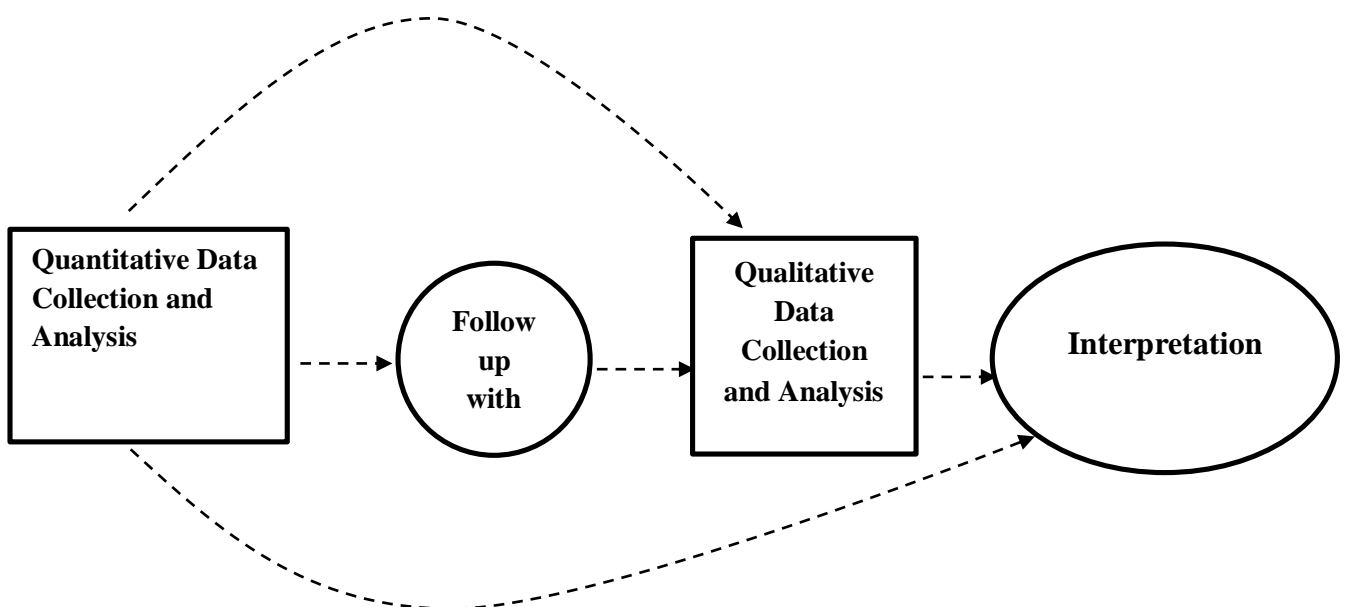 Quantitative Data
Collection and
Analysis
Follow
up
with
Qualitative
Data
Collection
and Analysis
Interpretation